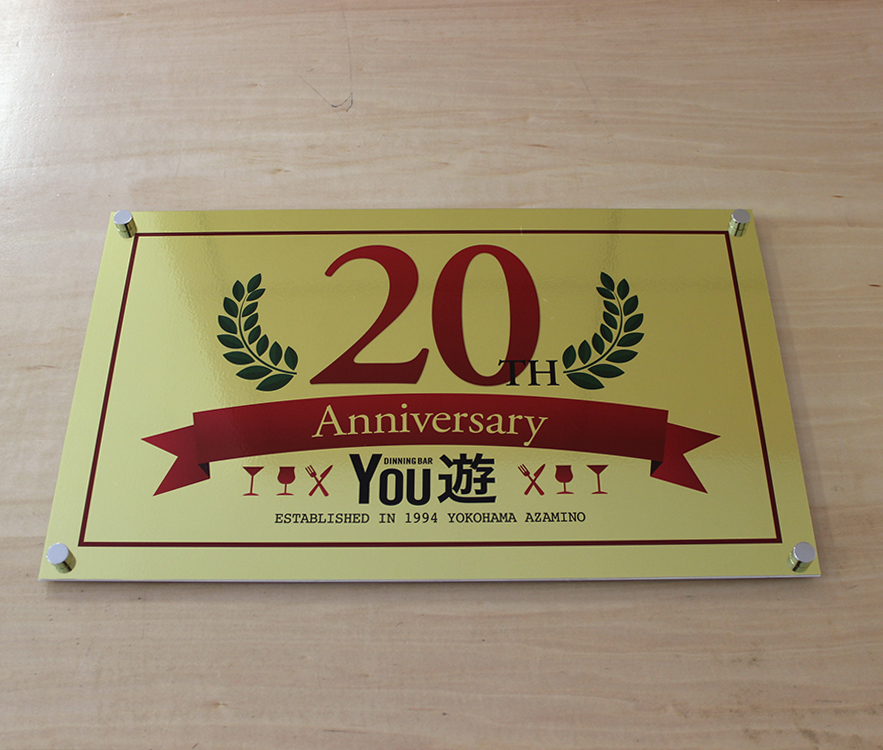 20TH
Anniversary
DINNING BAR
YOU遊
ESTABLISHED IN 1994 YOKOHAMA AZAMINO